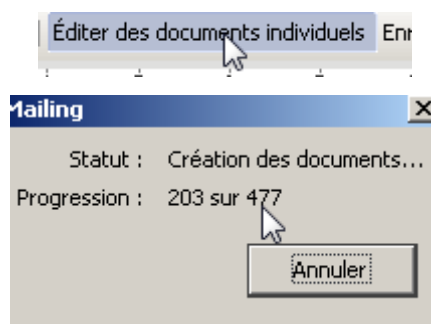 Éditer des documents individuels
Mailing
Statut : Création des documents...
Progression : 203 sur 477
Annuler